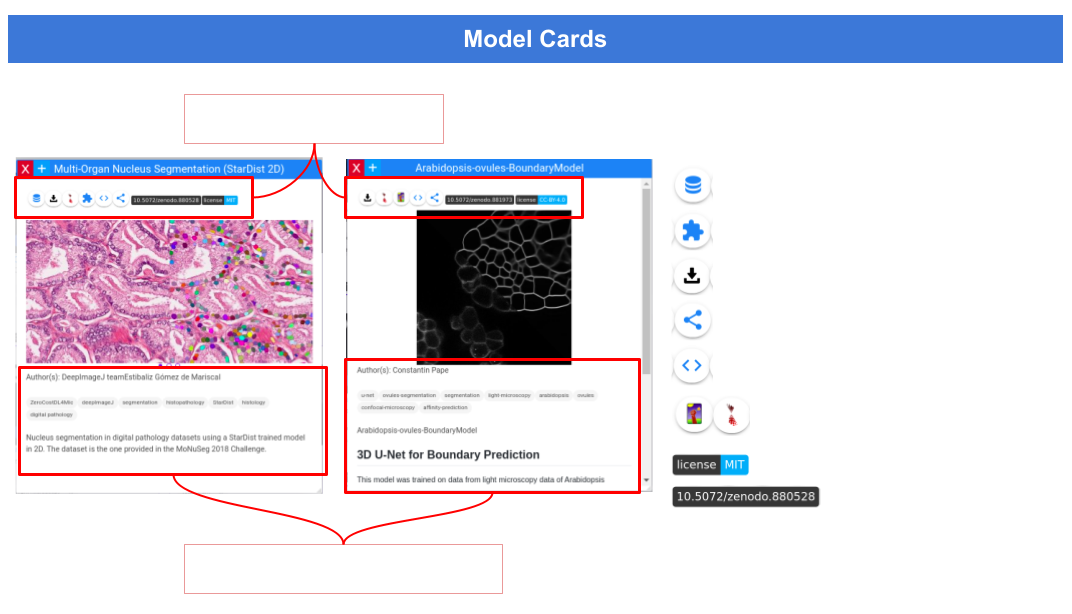 Model Cards
X + Multi-Organ Nucleus Segmentation (StarDist 2D)
10.5072/zenodo.880528 license MIT
Author(s): DeepImageJ teamEstibaliz Gómez de Mariscal
ZeroCostDL4Mic deepImageJ segmentation histopathology StarDist histology
digital pathology
Nucleus segmentation in digital pathology datasets using a StarDist trained model
in 2D. The dataset is the one provided in the MoNuSeg 2018 Challenge.
X + Arabidopsis-ovules-BoundaryModel
10.5072/zenodo.881973 license CC BY-4.0
Author(s): Constantin Pape
u-net ovules-segmentation segmentation light-microscopy arabidopsis ovules
confocal-microscopy affinity-prediction
Arabidopsis-ovules-BoundaryModel
3D U-Net for Boundary Prediction
This model was trained on data from light microscopy data of Arabidopsis
license MIT
10.5072/zenodo.880528